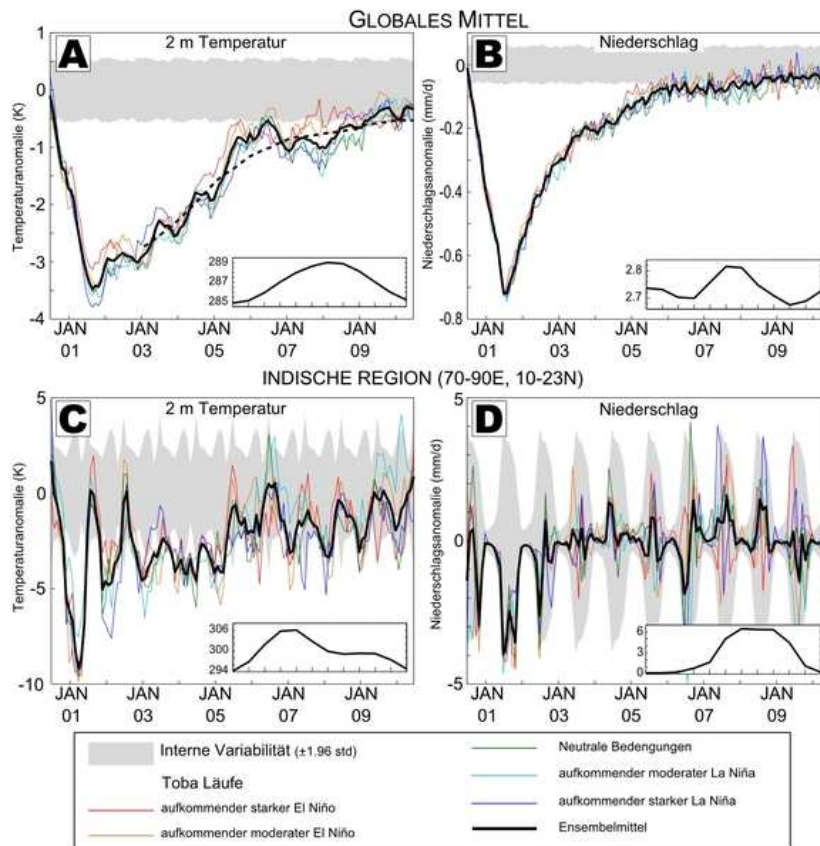 GLOBALES MITTEL
A
2 m Temperatur
Temperaturanomalie (K)
1
0
-1
-2
-3
-4
289
287
285
JAN JAN JAN JAN JAN
01 03 05 07 09
B
Niederschlag
Niederschlagsanomalie (mm/d)
0
-0.2
-0.4
-0.6
-0.8
2.8
2.7
JAN JAN JAN JAN JAN
01 03 05 07 09
INDISCHE REGION (70-90E, 10-23N)
C
2 m Temperatur
Temperaturanomalie (K)
5
0
-5
-10
306
300
294
JAN JAN JAN JAN JAN
01 03 05 07 09
D
Niederschlag
Niederschlagsanomalie (mm/d)
5
0
-5
6
3
0
JAN JAN JAN JAN JAN
01 03 05 07 09
Interne Variabilität (±1.96 std)
Toba Läufe
aufkommender starker El Niño
aufkommender moderater El Niño
Neutrale Bedengungen
aufkommender moderater La Niña
aufkommender starker La Niña
Ensembelmittel